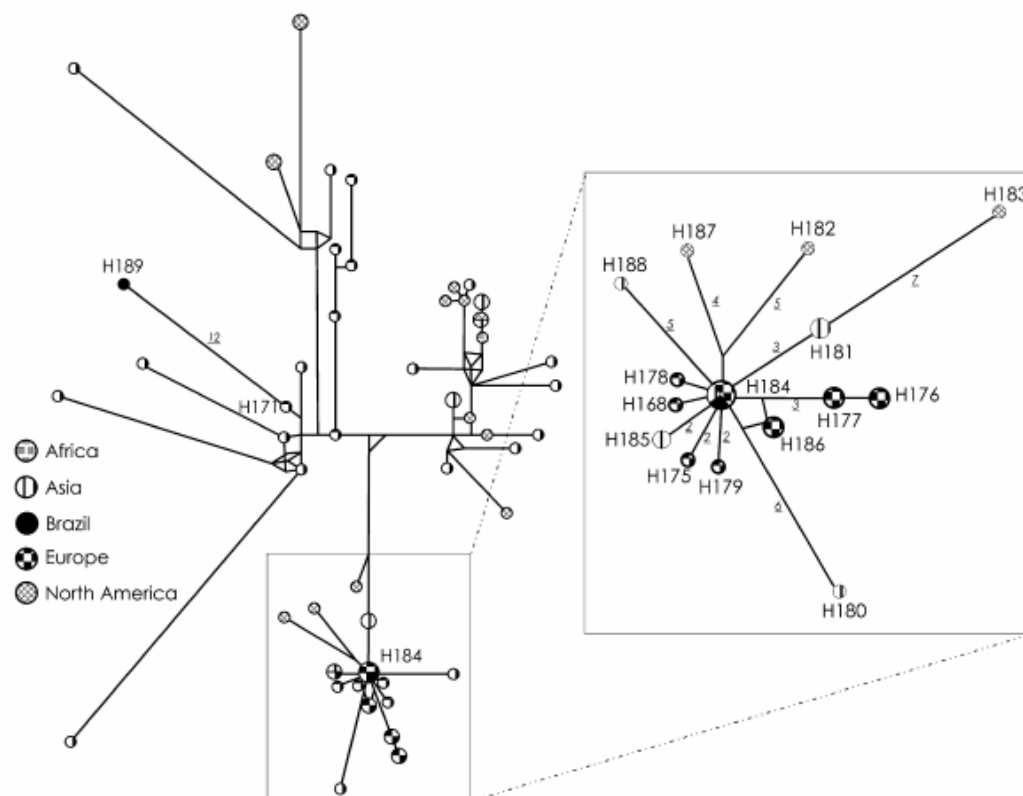 H189
12
H171
Africa
Asia
Brazil
Europe
North America
H184
H183
H187
H182
H188
7
4
5
5
3
H181
H178
H184
H168
3
H177
H176
H185
2
2
2
H186
H175
H179
6
H180